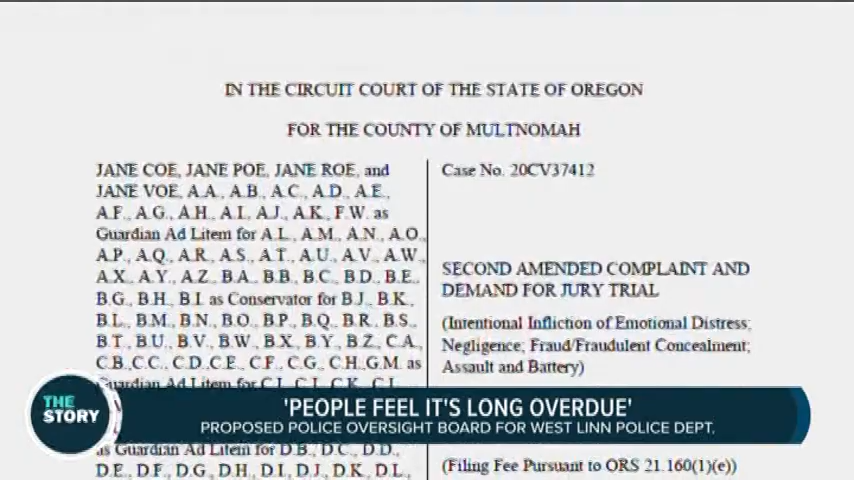 IN THE CIRCUIT COURT OF THE STATE OF OREGON
FOR THE COUNTY OF MULTNOMAH
JANE COE, JANE POE, JANE ROE, and
JANE VOE, A.A., A.B., A.C., A.D., A.E.,
A.F., A.G., A.H., A.I., A.J., A.K., F.W. as
Guardian Ad Litem for A.L., A.M., A.N., A.O.,
A.P., A.Q., A.R., A.S., A.T., A.U., A.V., A.W.,
A.X., A.Y., A.Z., B.A., B.B., B.C., B.D., B.E.,
B.G., B.H., B.I. as Conservator for B.J., B.K.,
B.L., B.M., B.N., B.O., B.P., B.Q., B.R., B.S.,
B.T., B.U., B.V., B.W., B.X., B.Y., B.Z., C.A.,
C.B.,C.C., C.D.,C.E., C.F., C.G., C.H.,G.M. as
Guardian Ad Litem for C.I., C.J., C.K., C.L.
as Guardian Ad Litem for D.B., D.C., D.D.,
D.E., D.F., D.G., D.H., D.I., D.J., D.K., D.L.,
Case No. 20CV37412
SECOND AMENDED COMPLAINT AND
DEMAND FOR JURY TRIAL
(Intentional Infliction of Emotional Distress;
Negligence; Fraud/Fraudulent Concealment;
Assault and Battery)
(Filing Fee Pursuant to ORS 21.160(1)(e))
THE
STORY
'PEOPLE FEEL IT'S LONG OVERDUE'
PROPOSED POLICE OVERSIGHT BOARD FOR WEST LINN POLICE DEPT.